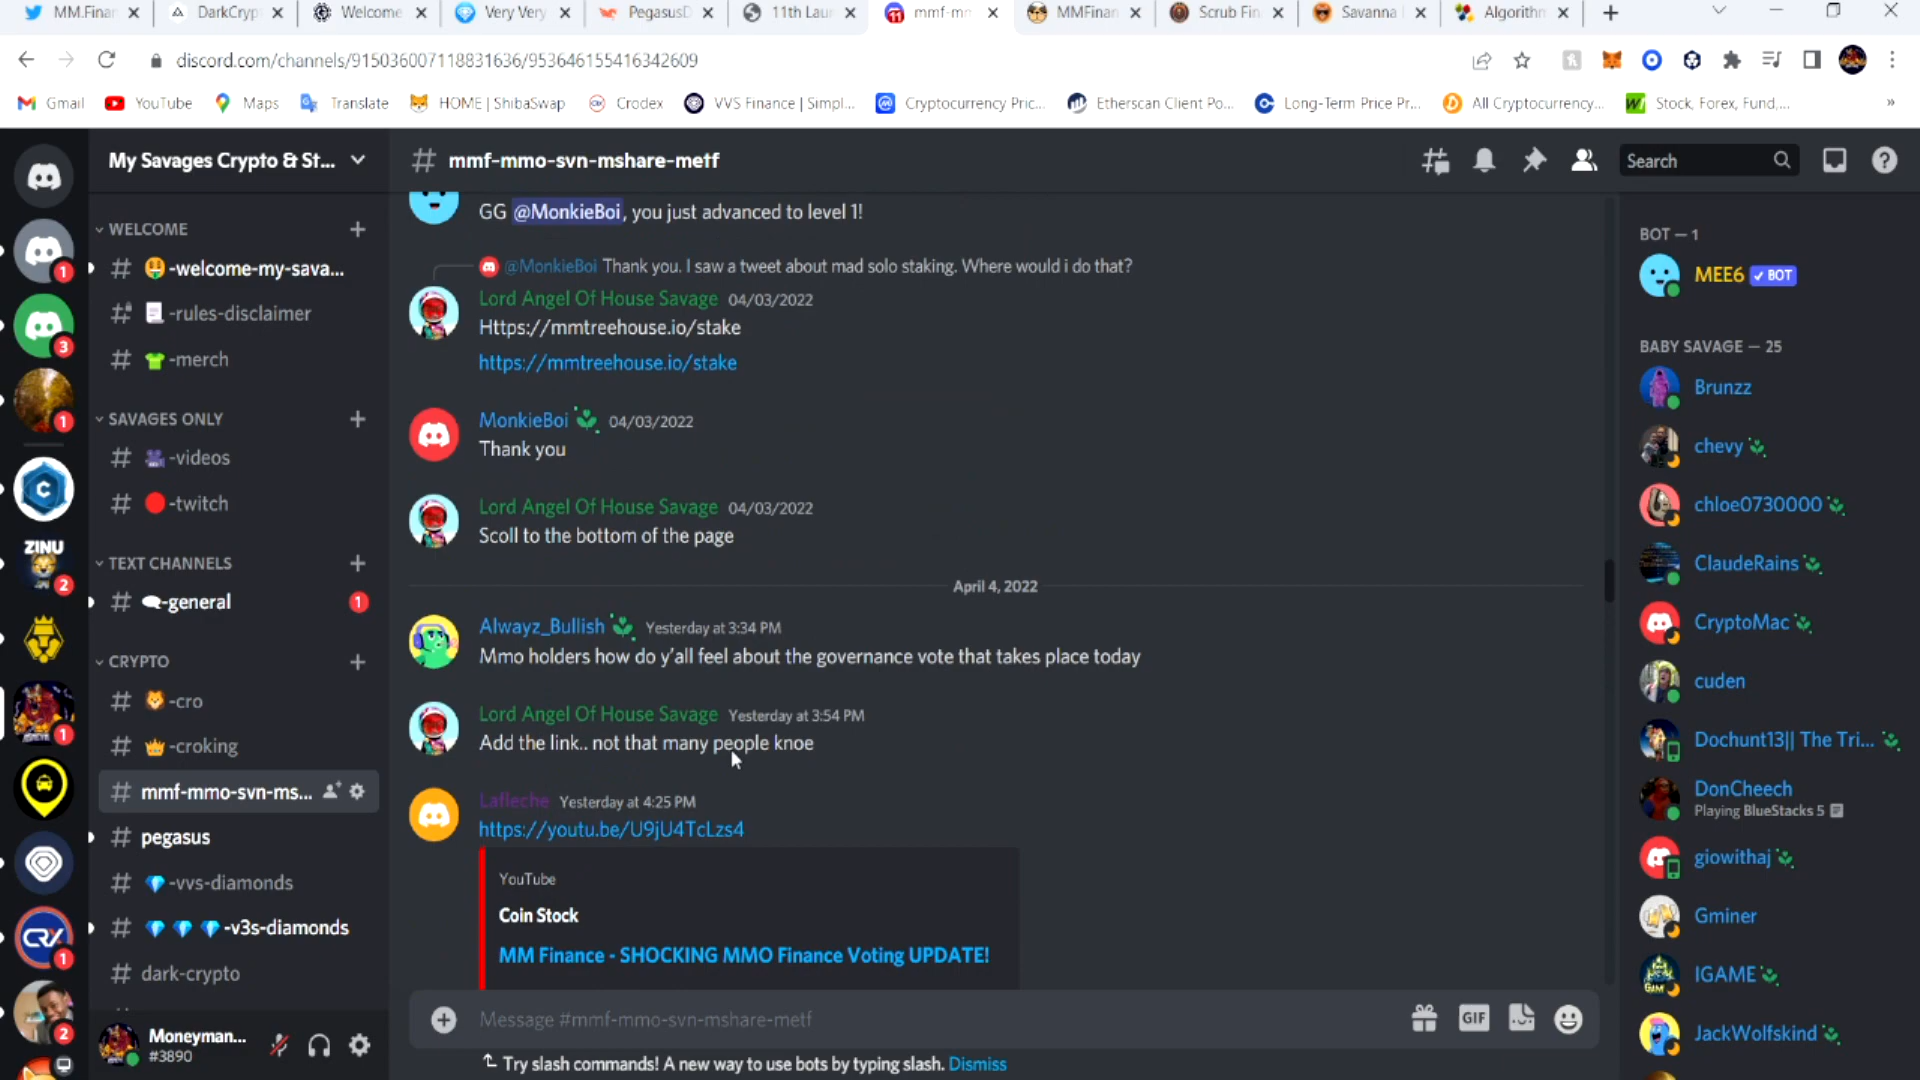 MM.Finan
DarkCryp
Welcome
Very Very
PegasusD
11th Lau
mmf-mm
MMFinan
Scrub Fin
Savanna
Algorithm
discord.com/channels/915036007118831636/953646155416342609
Gmail
YouTube
Maps
Translate
HOME | ShibaSwap
Crodex
VVS Finance | Simpl...
Cryptocurrency Pric...
Etherscan Client Po...
Long-Term Price Pr...
All Cryptocurrency...
Stock, Forex, Fund,...
»
My Savages Crypto & St...
# mmf-mmo-svn-mshare-metf
Search
WELCOME
# -welcome-my-sava...
# -rules-disclaimer
# -merch
SAVAGES ONLY
# -videos
# -twitch
TEXT CHANNELS
# -general 1
CRYPTO
# -cro
# -croking
# mmf-mmo-svn-ms...
# pegasus
# -vvs-diamonds
# -v3s-diamonds
# dark-crypto
Moneyman...
#3890
1
3
1
ZINU
2
1
CRV
1
2
GG @MonkieBoi, you just advanced to level 1!
@MonkieBoi Thank you. I saw a tweet about mad solo staking. Where would i do that?
Lord Angel Of House Savage 04/03/2022
Https://mmtreehouse.io/stake
https://mmtreehouse.io/stake
MonkieBoi 04/03/2022
Thank you
Lord Angel Of House Savage 04/03/2022
Scoll to the bottom of the page
April 4, 2022
Alwayz_Bullish Yesterday at 3:34 PM
Mmo holders how do y'all feel about the governance vote that takes place today
Lord Angel Of House Savage Yesterday at 3:54 PM
Add the link.. not that many people knoe
Lafleche Yesterday at 4:25 PM
https://youtu.be/U9jU4TcLzs4
YouTube
Coin Stock
MM Finance - SHOCKING MMO Finance Voting UPDATE!
Message #mmf-mmo-svn-mshare-metf
GIF
Try slash commands! A new way to use bots by typing slash. Dismiss
BOT — 1
MEE6 ✓ BOT
BABY SAVAGE — 25
Brunzz
chevy
chloe0730000
ClaudeRains
CryptoMac
cuden
Dochunt13|| The Tri...
DonCheech
Playing BlueStacks 5
giowithaj
Gminer
IGAME
JackWolfskind